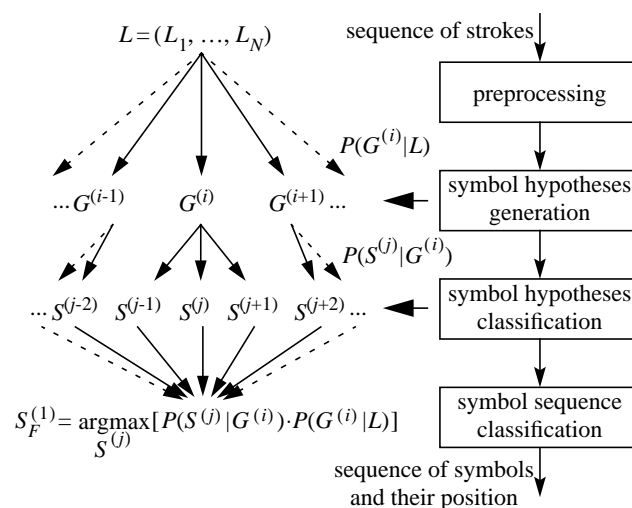 L = (L₁, …, L_N)
sequence of strokes
preprocessing
P(G⁽ⁱ⁾|L)
... G⁽ⁱ⁻¹⁾ G⁽ⁱ⁾ G⁽ⁱ⁺¹⁾ ...
symbol hypotheses
generation
P(S⁽ʲ⁾|G⁽ⁱ⁾)
... S⁽ʲ⁻²⁾ S⁽ʲ⁻¹⁾ S⁽ʲ⁾ S⁽ʲ⁺¹⁾ S⁽ʲ⁺²⁾ ...
symbol hypotheses
classification
S_F⁽¹⁾ = argmax [P(S⁽ʲ⁾|G⁽ⁱ⁾)·P(G⁽ⁱ⁾|L)]
S⁽ʲ⁾
symbol sequence
classification
sequence of symbols
and their position